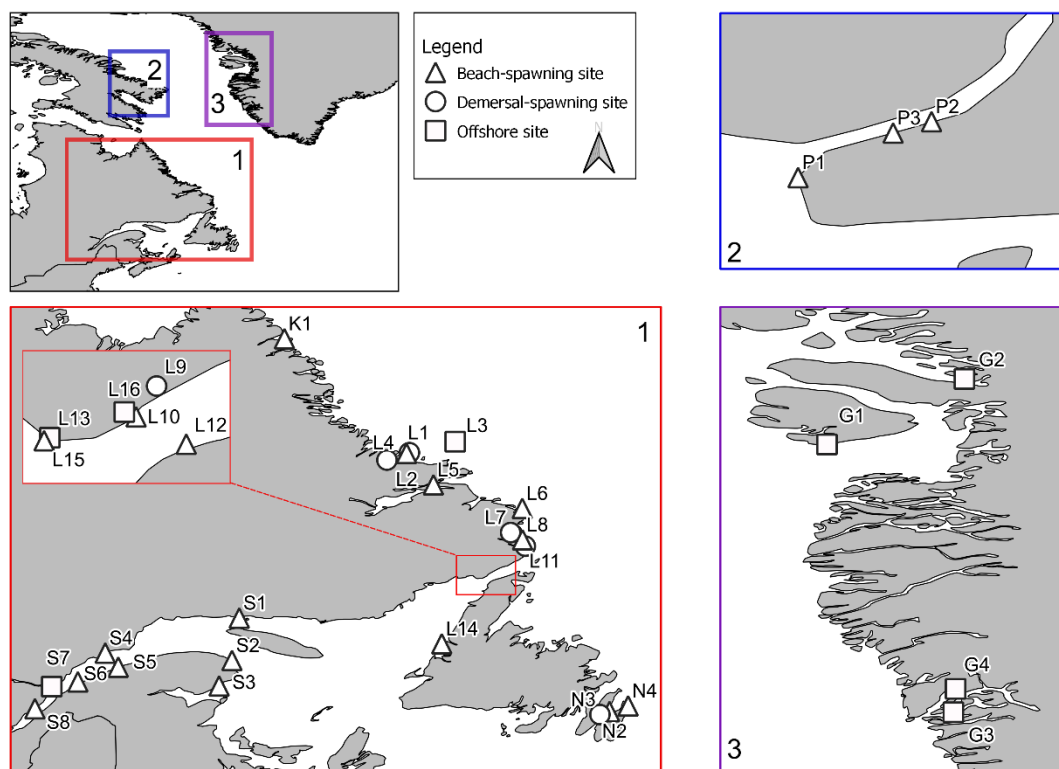 2
3
1
Legend
Beach-spawning site
Demersal-spawning site
Offshore site
N
P3
P2
P1
2
K1
1
L9
L16
L10
L13
L12
L15
L1
L3
L4
L5
L2
L6
L7
L8
L11
S1
L14
S4
S2
S7
S5
S6
S3
S8
N4
N3
N2
G2
G1
G4
G3
3